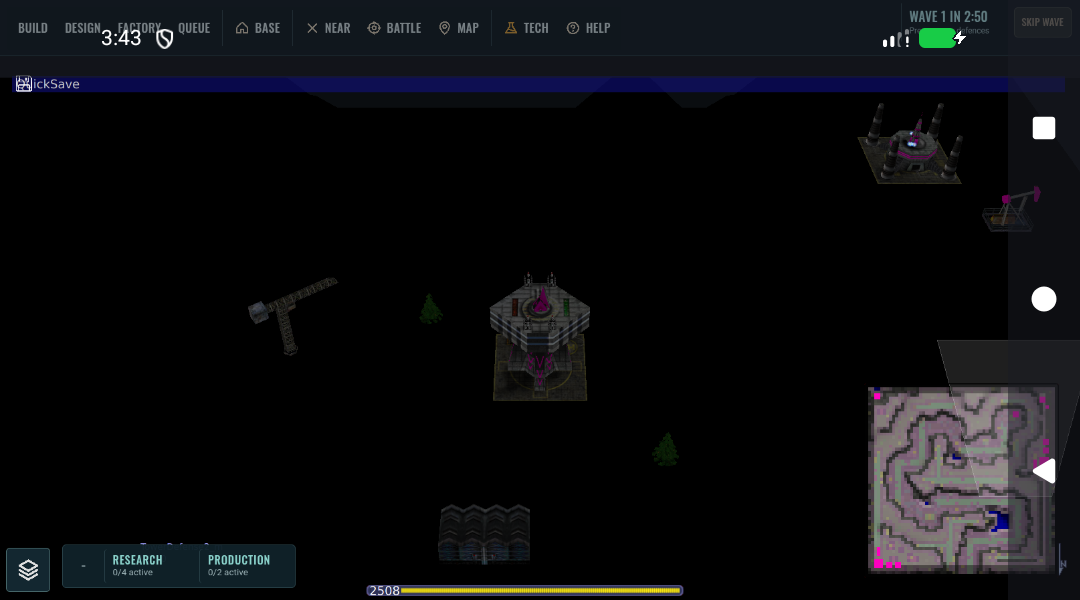 BUILD DESIGN FACTORY QUEUE BASE NEAR BATTLE MAP TECH HELP
WAVE 1 IN 2:50
SKIP WAVE
3:43
ickSave
RESEARCH
0/4 active
PRODUCTION
0/2 active
-
2508